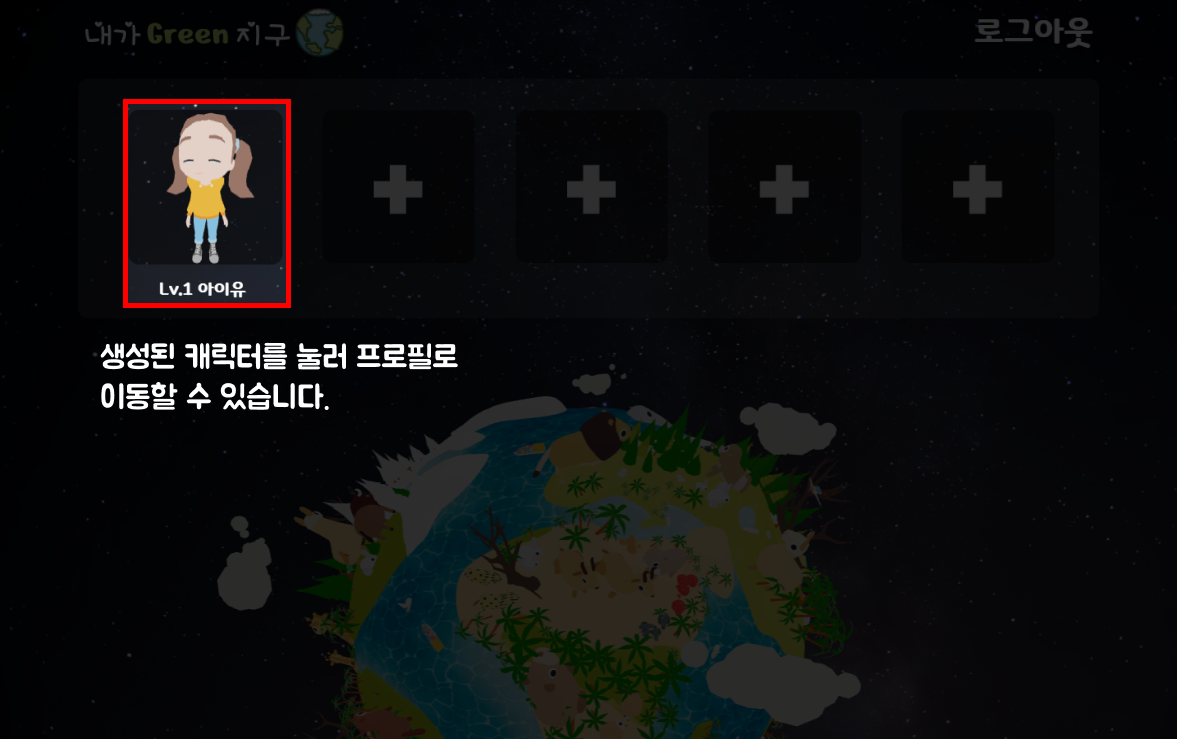 내가 Green 지구
로그아웃
Lv.1 아이유
생성된 캐릭터를 눌러 프로필로
이동할 수 있습니다.